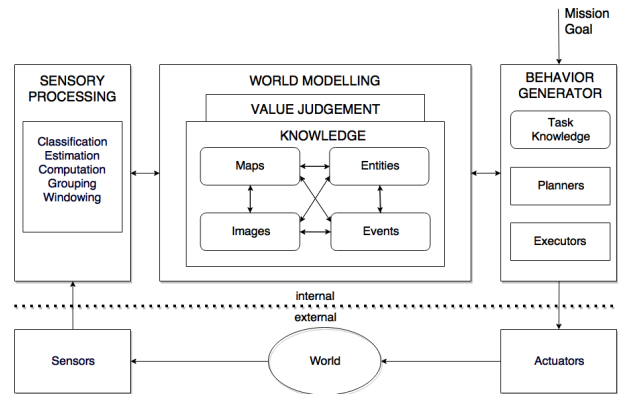 Mission
Goal
SENSORY
PROCESSING
Classification
Estimation
Computation
Grouping
Windowing
WORLD MODELLING
VALUE JUDGEMENT
KNOWLEDGE
Maps
Entities
Images
Events
BEHAVIOR
GENERATOR
Task
Knowledge
Planners
Executors
internal
external
Sensors
World
Actuators